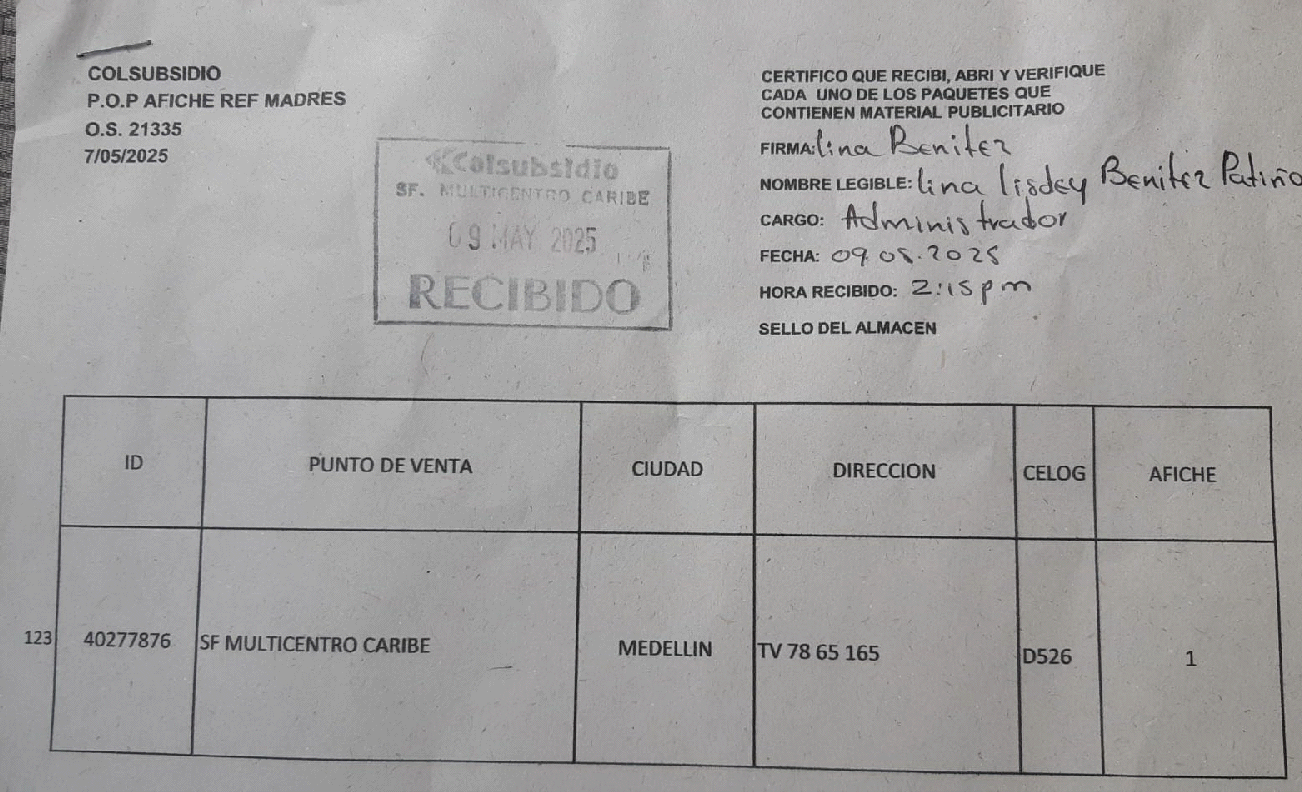 COLSUBSIDIO
P.O.P AFICHE REF MADRES
O.S. 21335
7/05/2025
Colsubsidio
SF. MULTICENTRO CARIBE
09 MAY 2025
RECIBIDO
CERTIFICO QUE RECIBI, ABRI Y VERIFIQUE
CADA UNO DE LOS PAQUETES QUE
CONTIENEN MATERIAL PUBLICITARIO
FIRMA: lina Benitez
NOMBRE LEGIBLE: lina lisdey Benitez Patiño
CARGO: Administrador
FECHA: 09.05.2025
HORA RECIBIDO: 2:15pm
SELLO DEL ALMACEN
ID PUNTO DE VENTA CIUDAD DIRECCION CELOG AFICHE
123 40277876 SF MULTICENTRO CARIBE MEDELLIN TV 78 65 165 D526 1